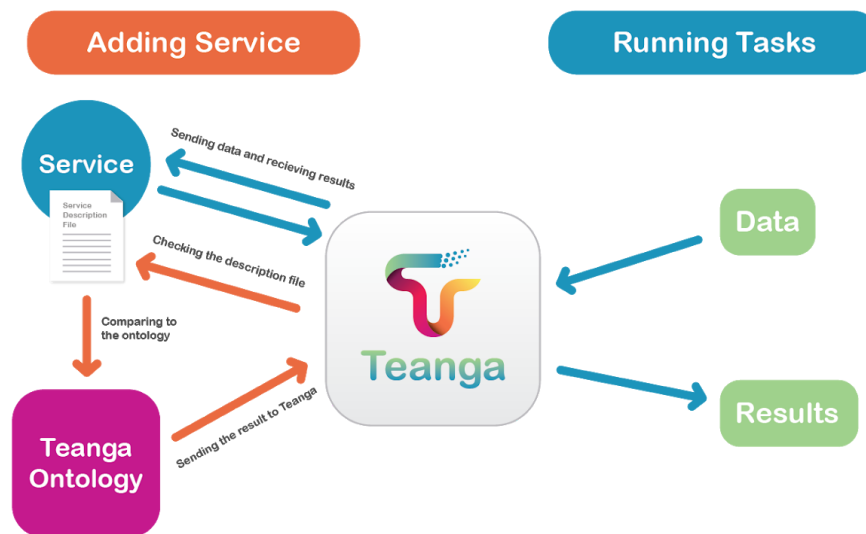 Adding Service
Running Tasks
Service
Service
Description
File
Sending data and recieving results
Checking the description file
Comparing to
the ontology
Teanga
Ontology
Sending the result to Teanga
Teanga
Data
Results